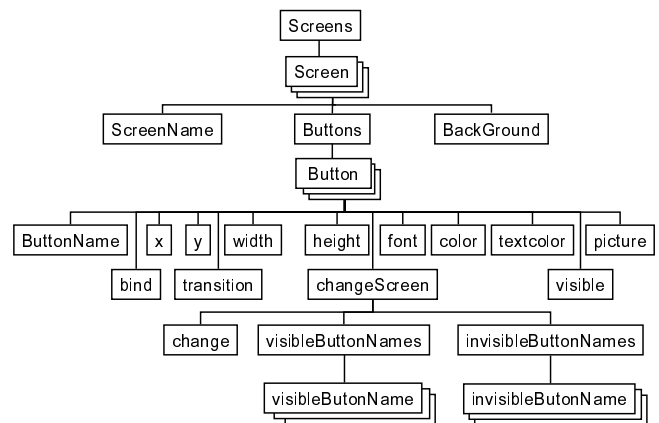 Screens
Screen
ScreenName
Buttons
BackGround
Button
ButtonName
x
y
width
height
font
color
textcolor
picture
bind
transition
changeScreen
visible
change
visibleButtonNames
invisibleButtonNames
visibleButonName
invisibleButonName